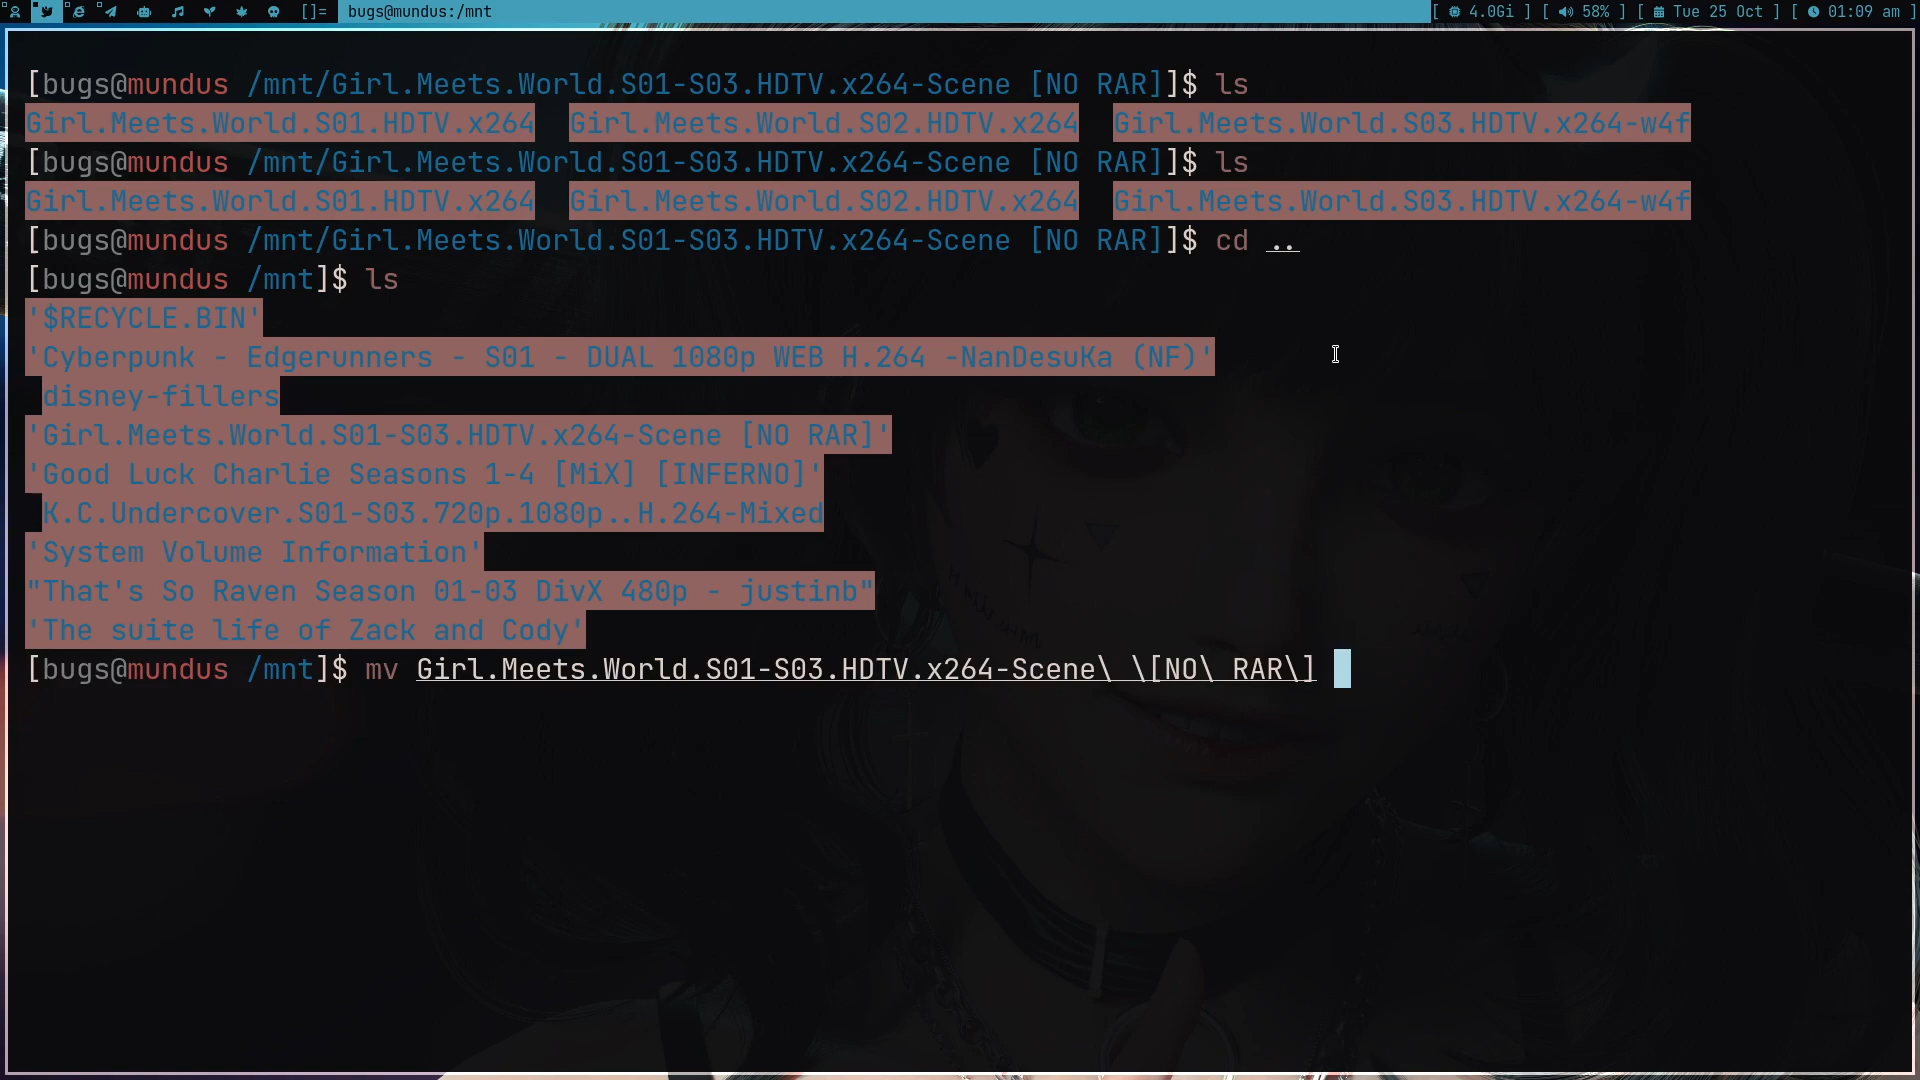 []= bugs@mundus:/mnt [ 4.0Gi ] [ 58% ] [ Tue 25 Oct ] [ 01:09 am ]
[bugs@mundus /mnt/Girl.Meets.World.S01-S03.HDTV.x264-Scene [NO RAR]]$ ls
Girl.Meets.World.S01.HDTV.x264  Girl.Meets.World.S02.HDTV.x264  Girl.Meets.World.S03.HDTV.x264-w4f
[bugs@mundus /mnt/Girl.Meets.World.S01-S03.HDTV.x264-Scene [NO RAR]]$ ls
Girl.Meets.World.S01.HDTV.x264  Girl.Meets.World.S02.HDTV.x264  Girl.Meets.World.S03.HDTV.x264-w4f
[bugs@mundus /mnt/Girl.Meets.World.S01-S03.HDTV.x264-Scene [NO RAR]]$ cd ..
[bugs@mundus /mnt]$ ls
'$RECYCLE.BIN'
'Cyberpunk - Edgerunners - S01 - DUAL 1080p WEB H.264 -NanDesuKa (NF)'
 disney-fillers
'Girl.Meets.World.S01-S03.HDTV.x264-Scene [NO RAR]'
'Good Luck Charlie Seasons 1-4 [MiX] [INFERNO]'
 K.C.Undercover.S01-S03.720p.1080p..H.264-Mixed
'System Volume Information'
"That's So Raven Season 01-03 DivX 480p - justinb"
'The suite life of Zack and Cody'
[bugs@mundus /mnt]$ mv Girl.Meets.World.S01-S03.HDTV.x264-Scene\ \[NO\ RAR\]